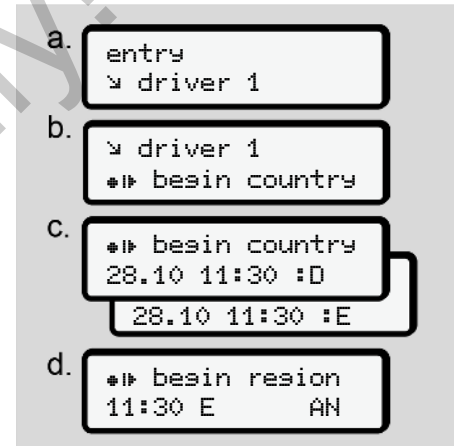 a.
entry
↘ driver 1
b.
↘ driver 1
●I▶ begin country
c.
●I▶ begin country
28.10 11:30 :D
28.10 11:30 :E
d.
●I▶ begin region
11:30 E AN